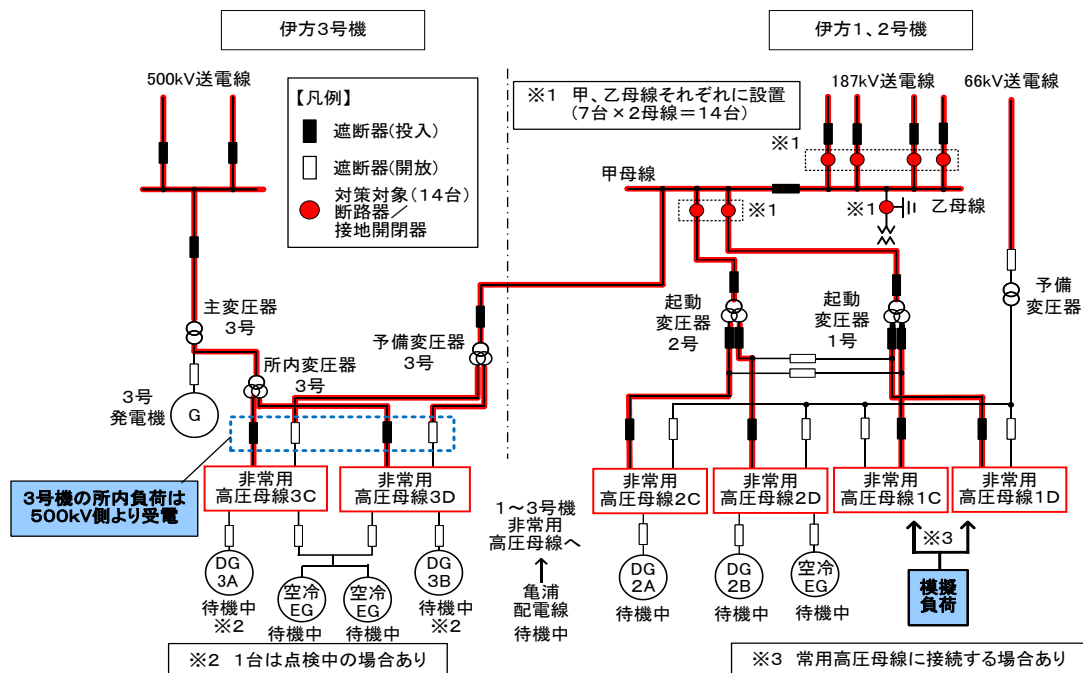 伊方3号機
伊方1、2号機
500kV送電線
【凡例】
遮断器(投入)
遮断器(開放)
対策対象(14台)
断路器／
接地開閉器
※1 甲、乙母線それぞれに設置
(7台×2母線＝14台)
187kV送電線
66kV送電線
※1
甲母線
※1
※1
乙母線
主変圧器
3号
所内変圧器
3号
予備変圧器
3号
起動
変圧器
2号
起動
変圧器
1号
予備
変圧器
3号
発電機
G
3号機の所内負荷は
500kV側より受電
非常用
高圧母線3C
非常用
高圧母線3D
非常用
高圧母線2C
非常用
高圧母線2D
非常用
高圧母線1C
非常用
高圧母線1D
1～3号機
非常用
高圧母線へ
亀浦
配電線
待機中
DG
3A
待機中
※2
空冷
EG
待機中
空冷
EG
待機中
DG
3B
待機中
※2
DG
2A
待機中
DG
2B
待機中
空冷
EG
待機中
※3
模擬
負荷
※2 1台は点検中の場合あり
※3 常用高圧母線に接続する場合あり